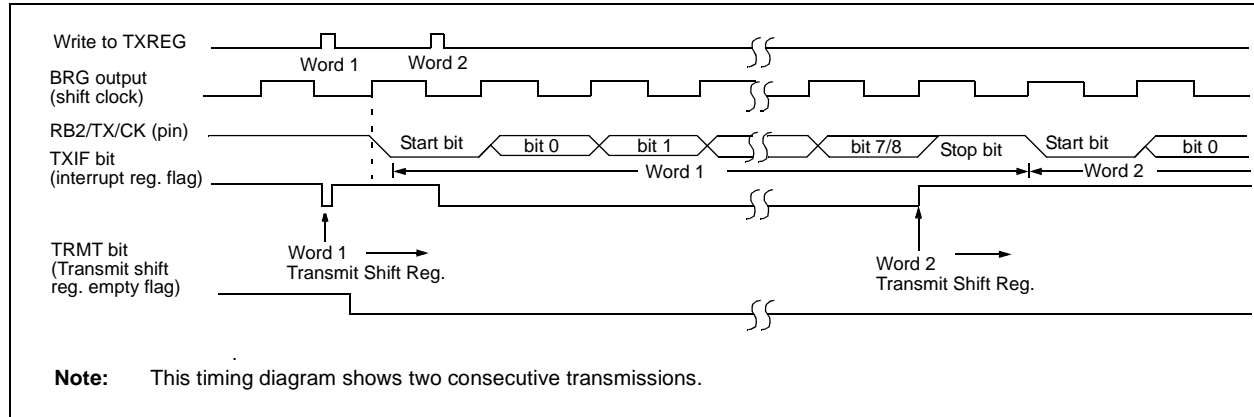 Write to TXREG
Word 1
Word 2
BRG output
(shift clock)
RB2/TX/CK (pin)
Start bit
bit 0
bit 1
bit 7/8
Stop bit
Start bit
bit 0
TXIF bit
(interrupt reg. flag)
Word 1
Word 2
TRMT bit
(Transmit shift
reg. empty flag)
Word 1
Transmit Shift Reg.
Word 2
Transmit Shift Reg.
Note: This timing diagram shows two consecutive transmissions.